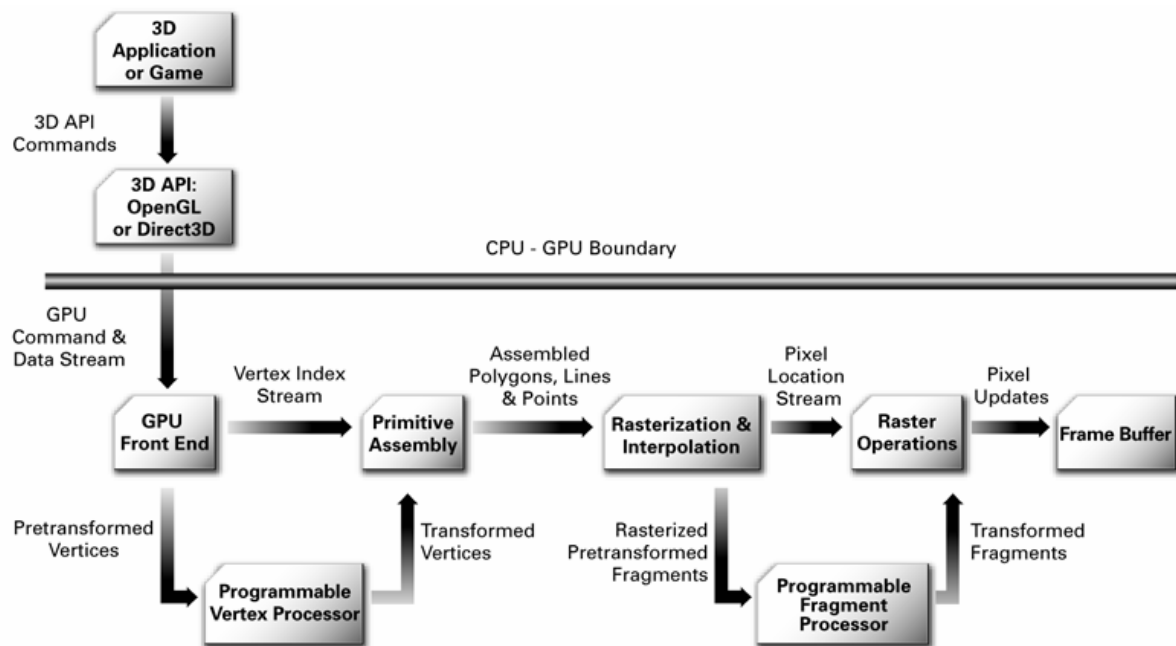 3D
Application
or Game
3D API
Commands
3D API:
OpenGL
or Direct3D
CPU - GPU Boundary
GPU
Command &
Data Stream
Vertex Index
Stream
Assembled
Polygons, Lines
& Points
Pixel
Location
Stream
Pixel
Updates
GPU
Front End
Primitive
Assembly
Rasterization &
Interpolation
Raster
Operations
Frame Buffer
Pretransformed
Vertices
Transformed
Vertices
Rasterized
Pretransformed
Fragments
Transformed
Fragments
Programmable
Vertex Processor
Programmable
Fragment
Processor